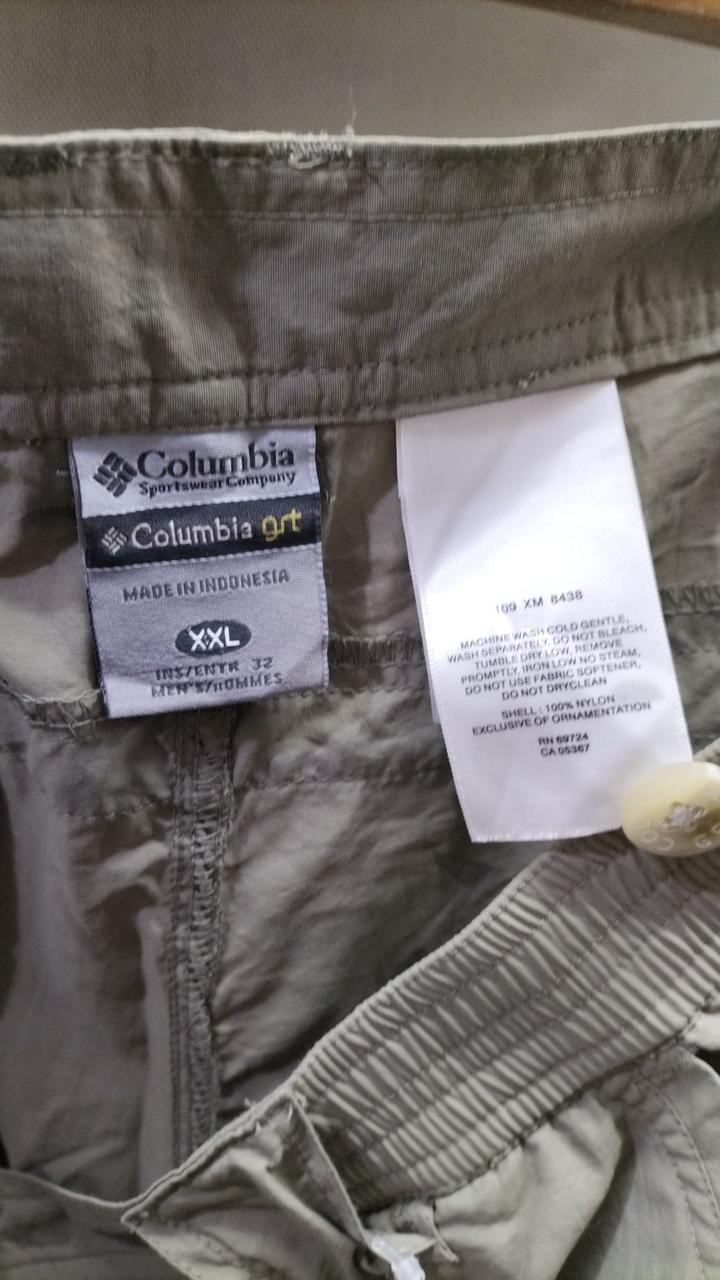 Columbia
Sportswear Company
Columbia grt
MADE IN INDONESIA
XXL
INS/ENTR 32
MEN'S/HOMMES
109 XM 8438
MACHINE WASH COLD GENTLE,
WASH SEPARATELY, DO NOT BLEACH,
TUMBLE DRY LOW, REMOVE
PROMPTLY, IRON LOW NO STEAM,
DO NOT USE FABRIC SOFTENER,
DO NOT DRYCLEAN
SHELL : 100% NYLON
EXCLUSIVE OF ORNAMENTATION
RN 69724
CA 05367